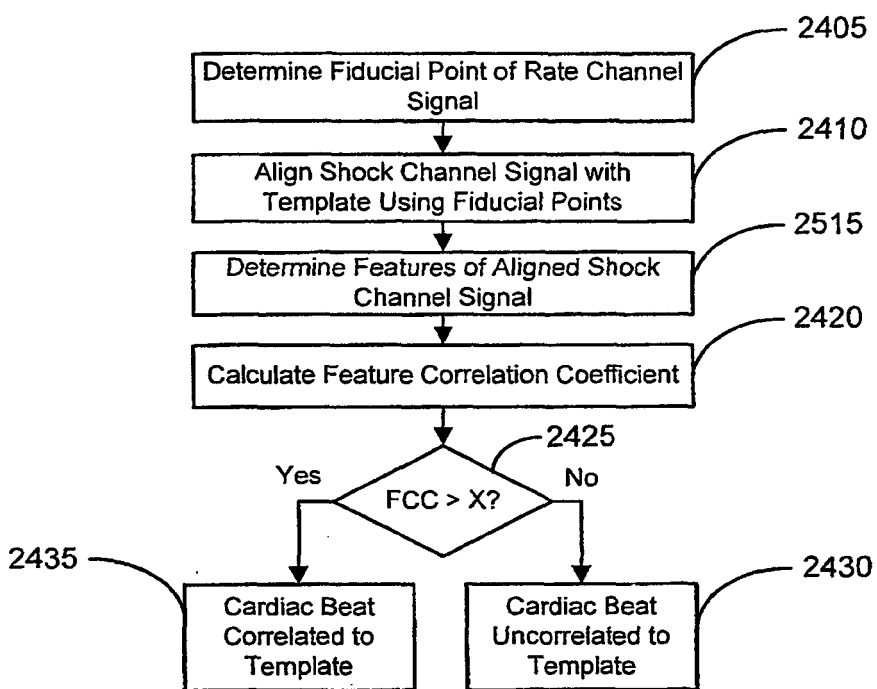 2405
Determine Fiducial Point of Rate Channel
Signal
2410
Align Shock Channel Signal with
Template Using Fiducial Points
2515
Determine Features of Aligned Shock
Channel Signal
2420
Calculate Feature Correlation Coefficient
2425
Yes
FCC > X?
No
2435
Cardiac Beat
Correlated to
Template
Cardiac Beat
Uncorrelated to
Template
2430